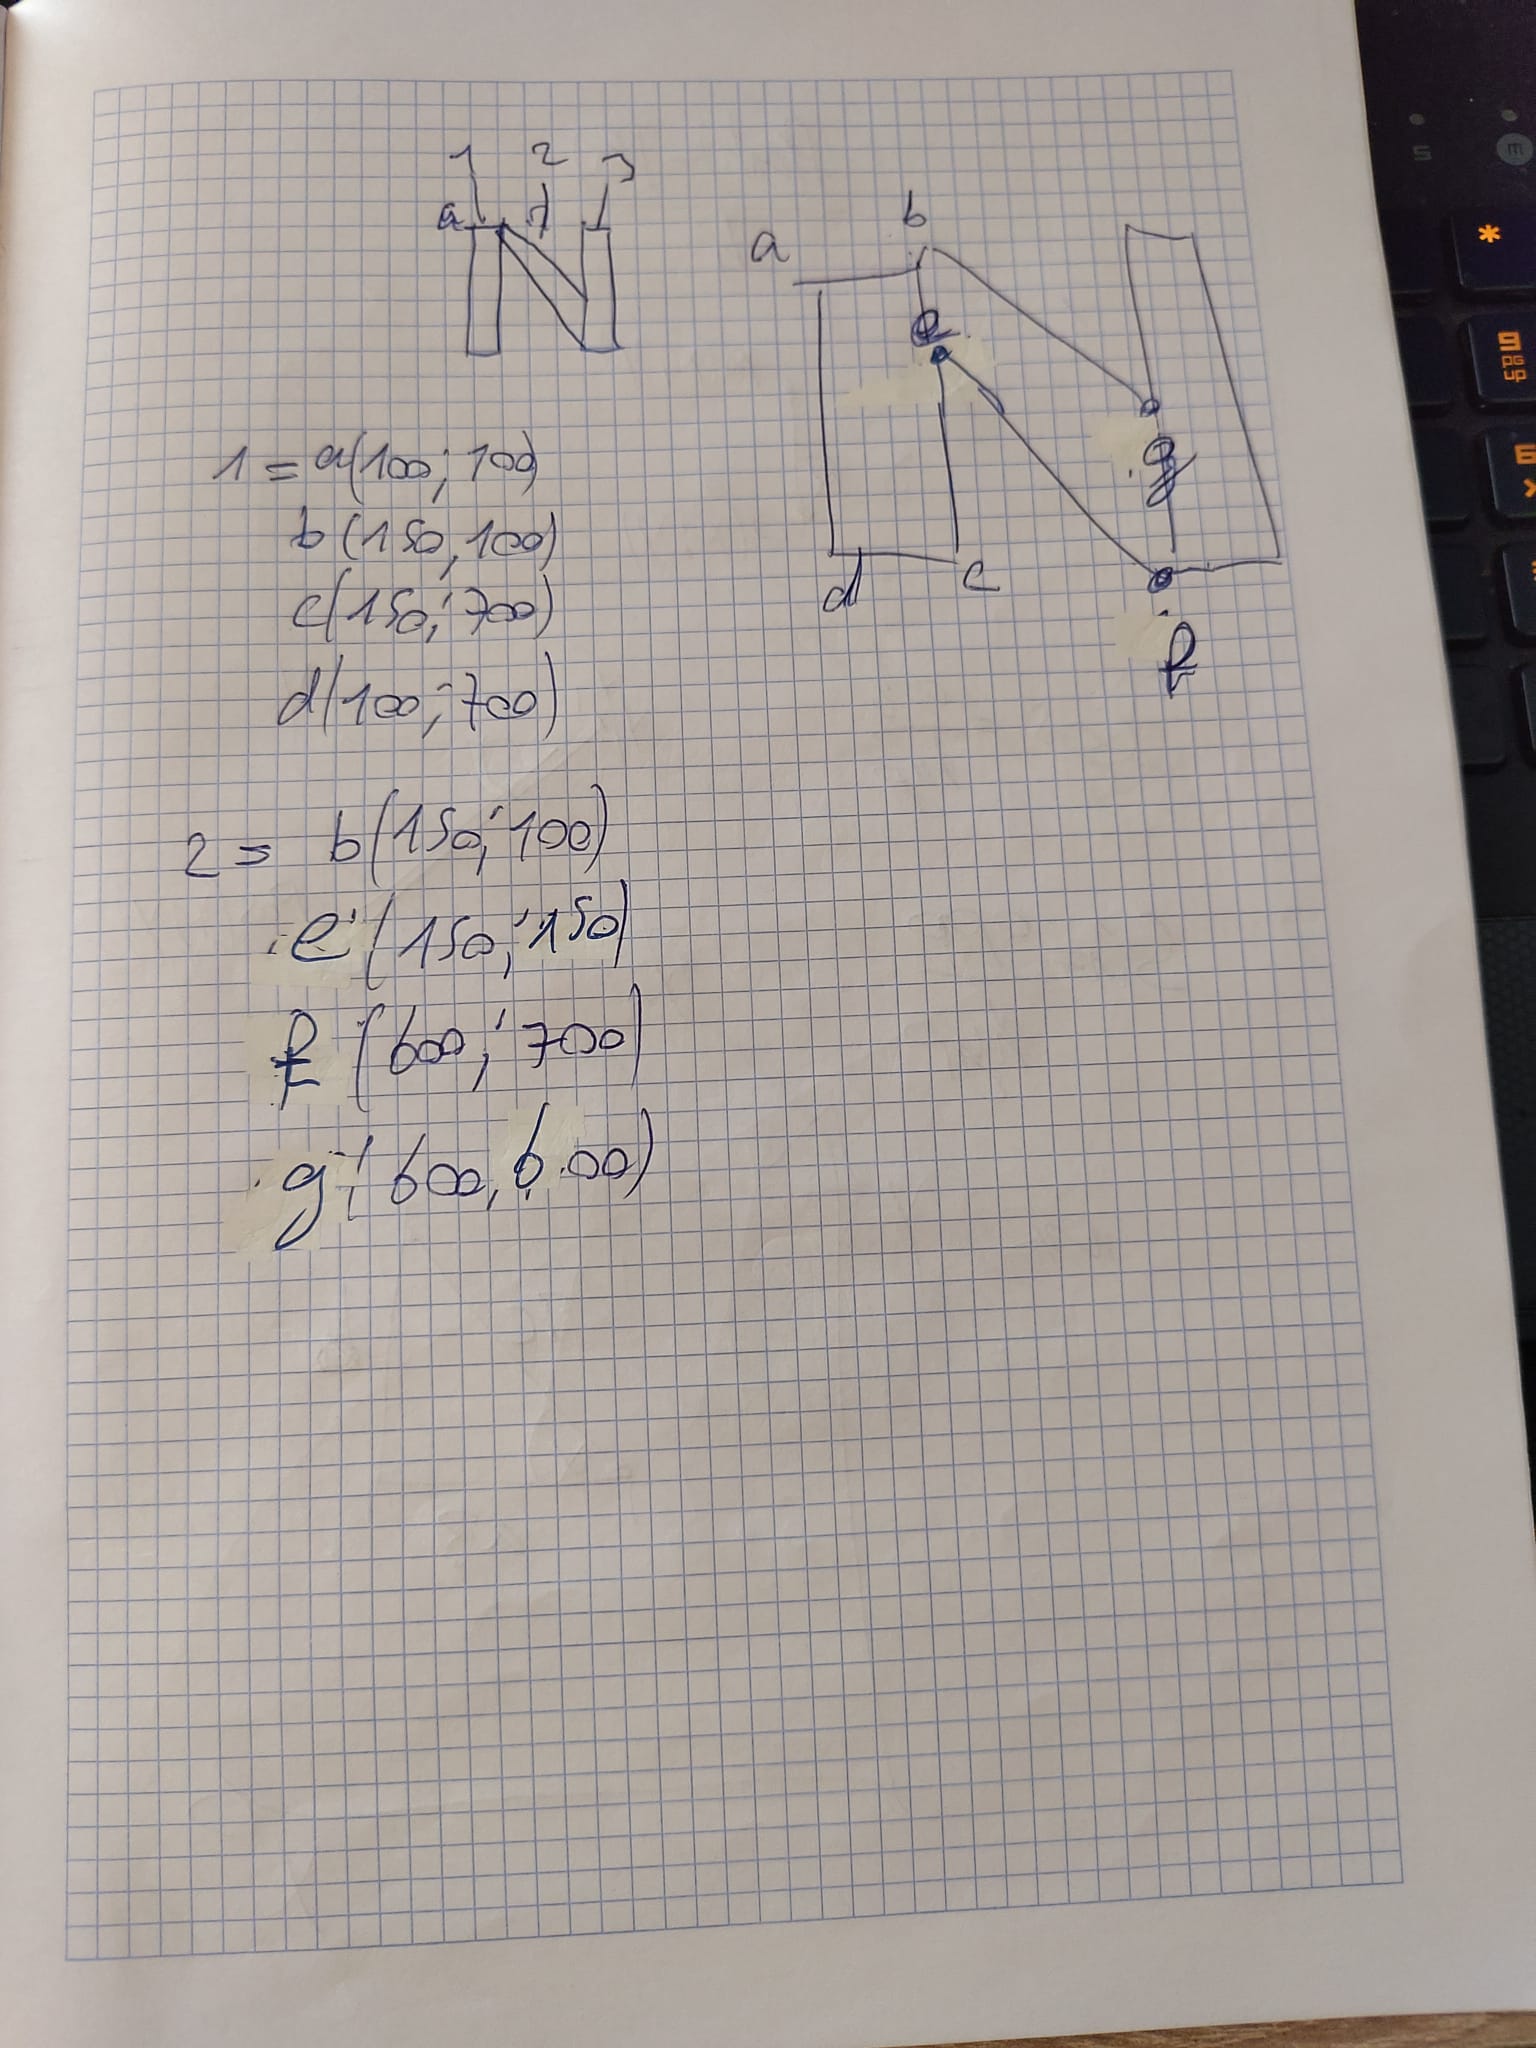 1 2 3
a
a b
e
g
d c
f
1 = a(100; 100)
b (150, 100)
c(150; 700)
d(100; 700)
2 = b(150; 100)
e (150; 150)
f (600; 700)
g (600, 600)
*
9
PG
UP
6
S
m